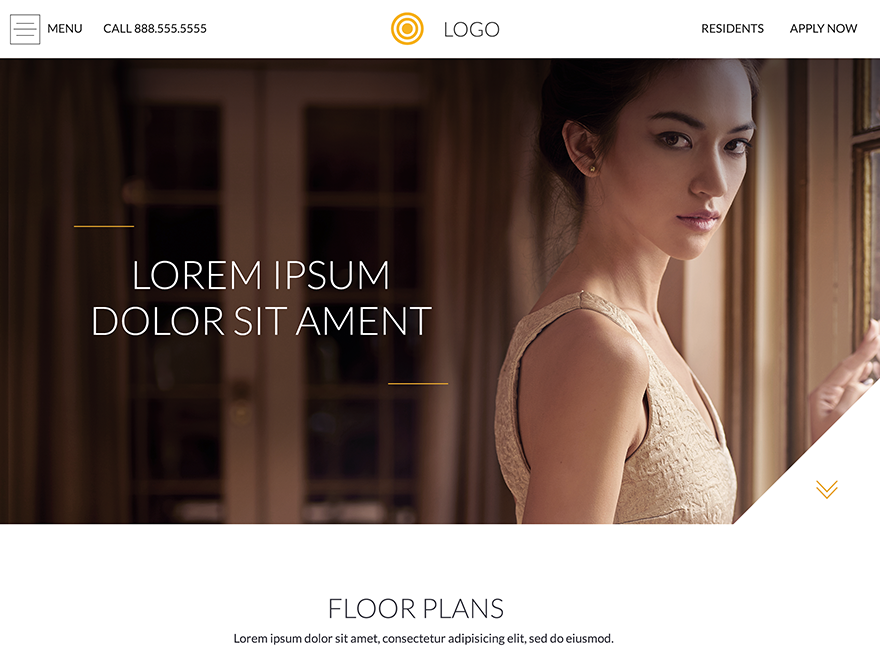 MENU
CALL 888.555.5555
LOGO
RESIDENTS
APPLY NOW
LOREM IPSUM
DOLOR SIT AMENT
FLOOR PLANS
Lorem ipsum dolor sit amet, consectetur adipisicing elit, sed do eiusmod.